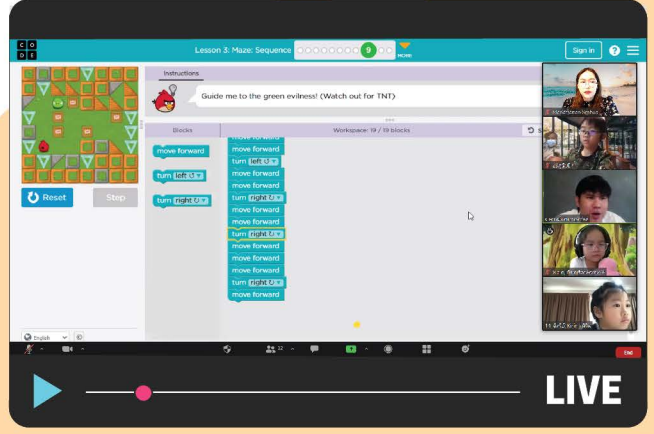 C O
D E
Lesson 3: Maze: Sequence
9
MORE
Sign in
?
Instructions
Guide me to the green evilness! (Watch out for TNT)
Blocks
Workspace: 19 / 19 blocks
move forward
move forward
turn left
move forward
move forward
turn right
move forward
move forward
turn right
move forward
move forward
move forward
turn right
move forward
move forward
turn left
turn right
Reset
Step
English
12
End
LIVE